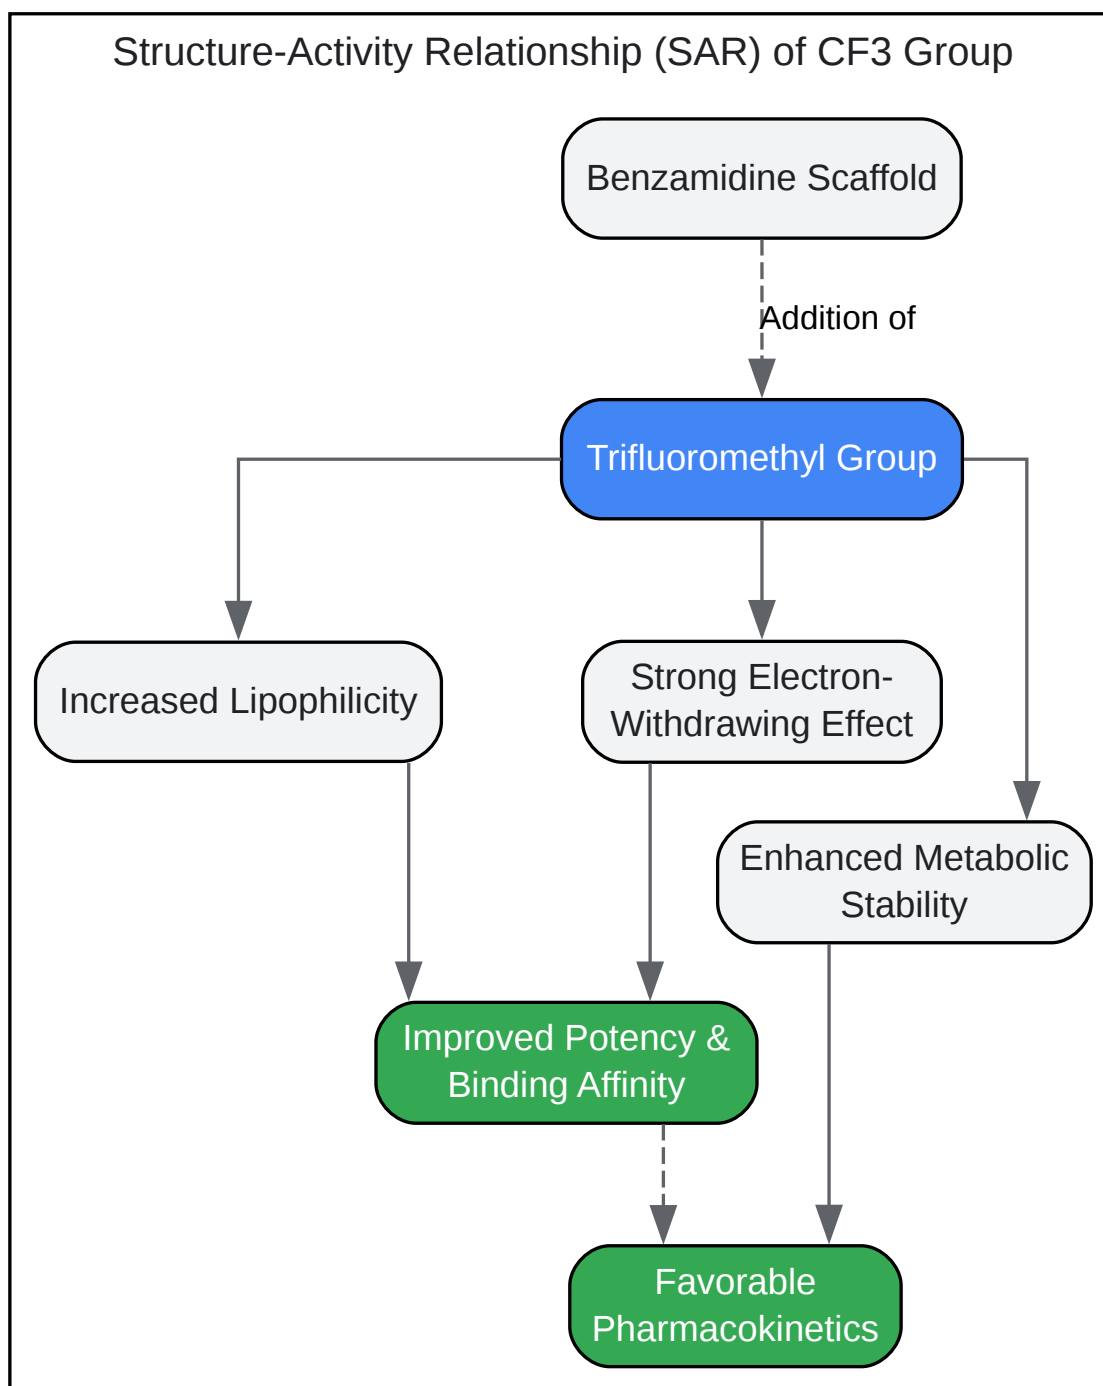 Structure-Activity Relationship (SAR) of CF3 Group
Benzamidine Scaffold
Addition of
Trifluoromethyl Group
Increased Lipophilicity
Strong Electron-
Withdrawing Effect
Enhanced Metabolic
Stability
Improved Potency &
Binding Affinity
Favorable
Pharmacokinetics